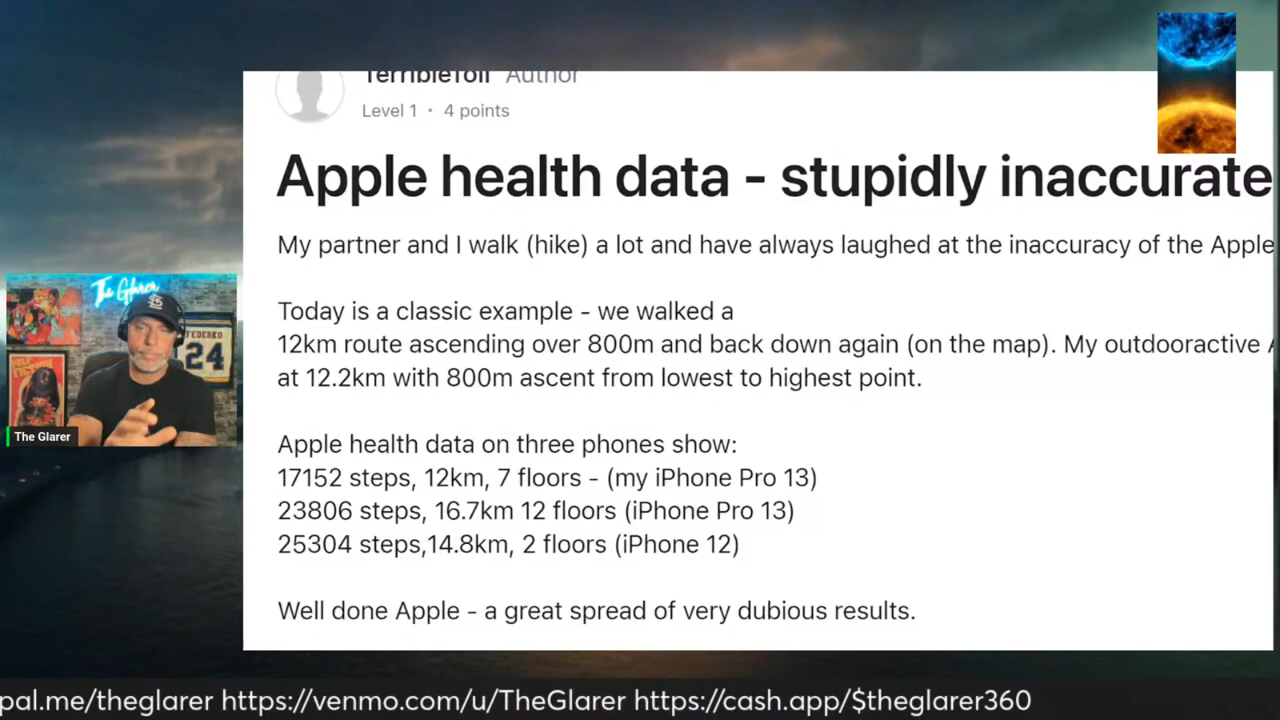 TerribleToll Author
Level 1 • 4 points
Apple health data - stupidly inaccurate
My partner and I walk (hike) a lot and have always laughed at the inaccuracy of the Apple
Today is a classic example - we walked a
12km route ascending over 800m and back down again (on the map). My outdooractive
at 12.2km with 800m ascent from lowest to highest point.
Apple health data on three phones show:
17152 steps, 12km, 7 floors - (my iPhone Pro 13)
23806 steps, 16.7km 12 floors (iPhone Pro 13)
25304 steps,14.8km, 2 floors (iPhone 12)
Well done Apple - a great spread of very dubious results.
The Glarer
FEDERKO
24
PULP FICTION
The Glarer
pal.me/theglarer https://venmo.com/u/TheGlarer https://cash.app/$theglarer360